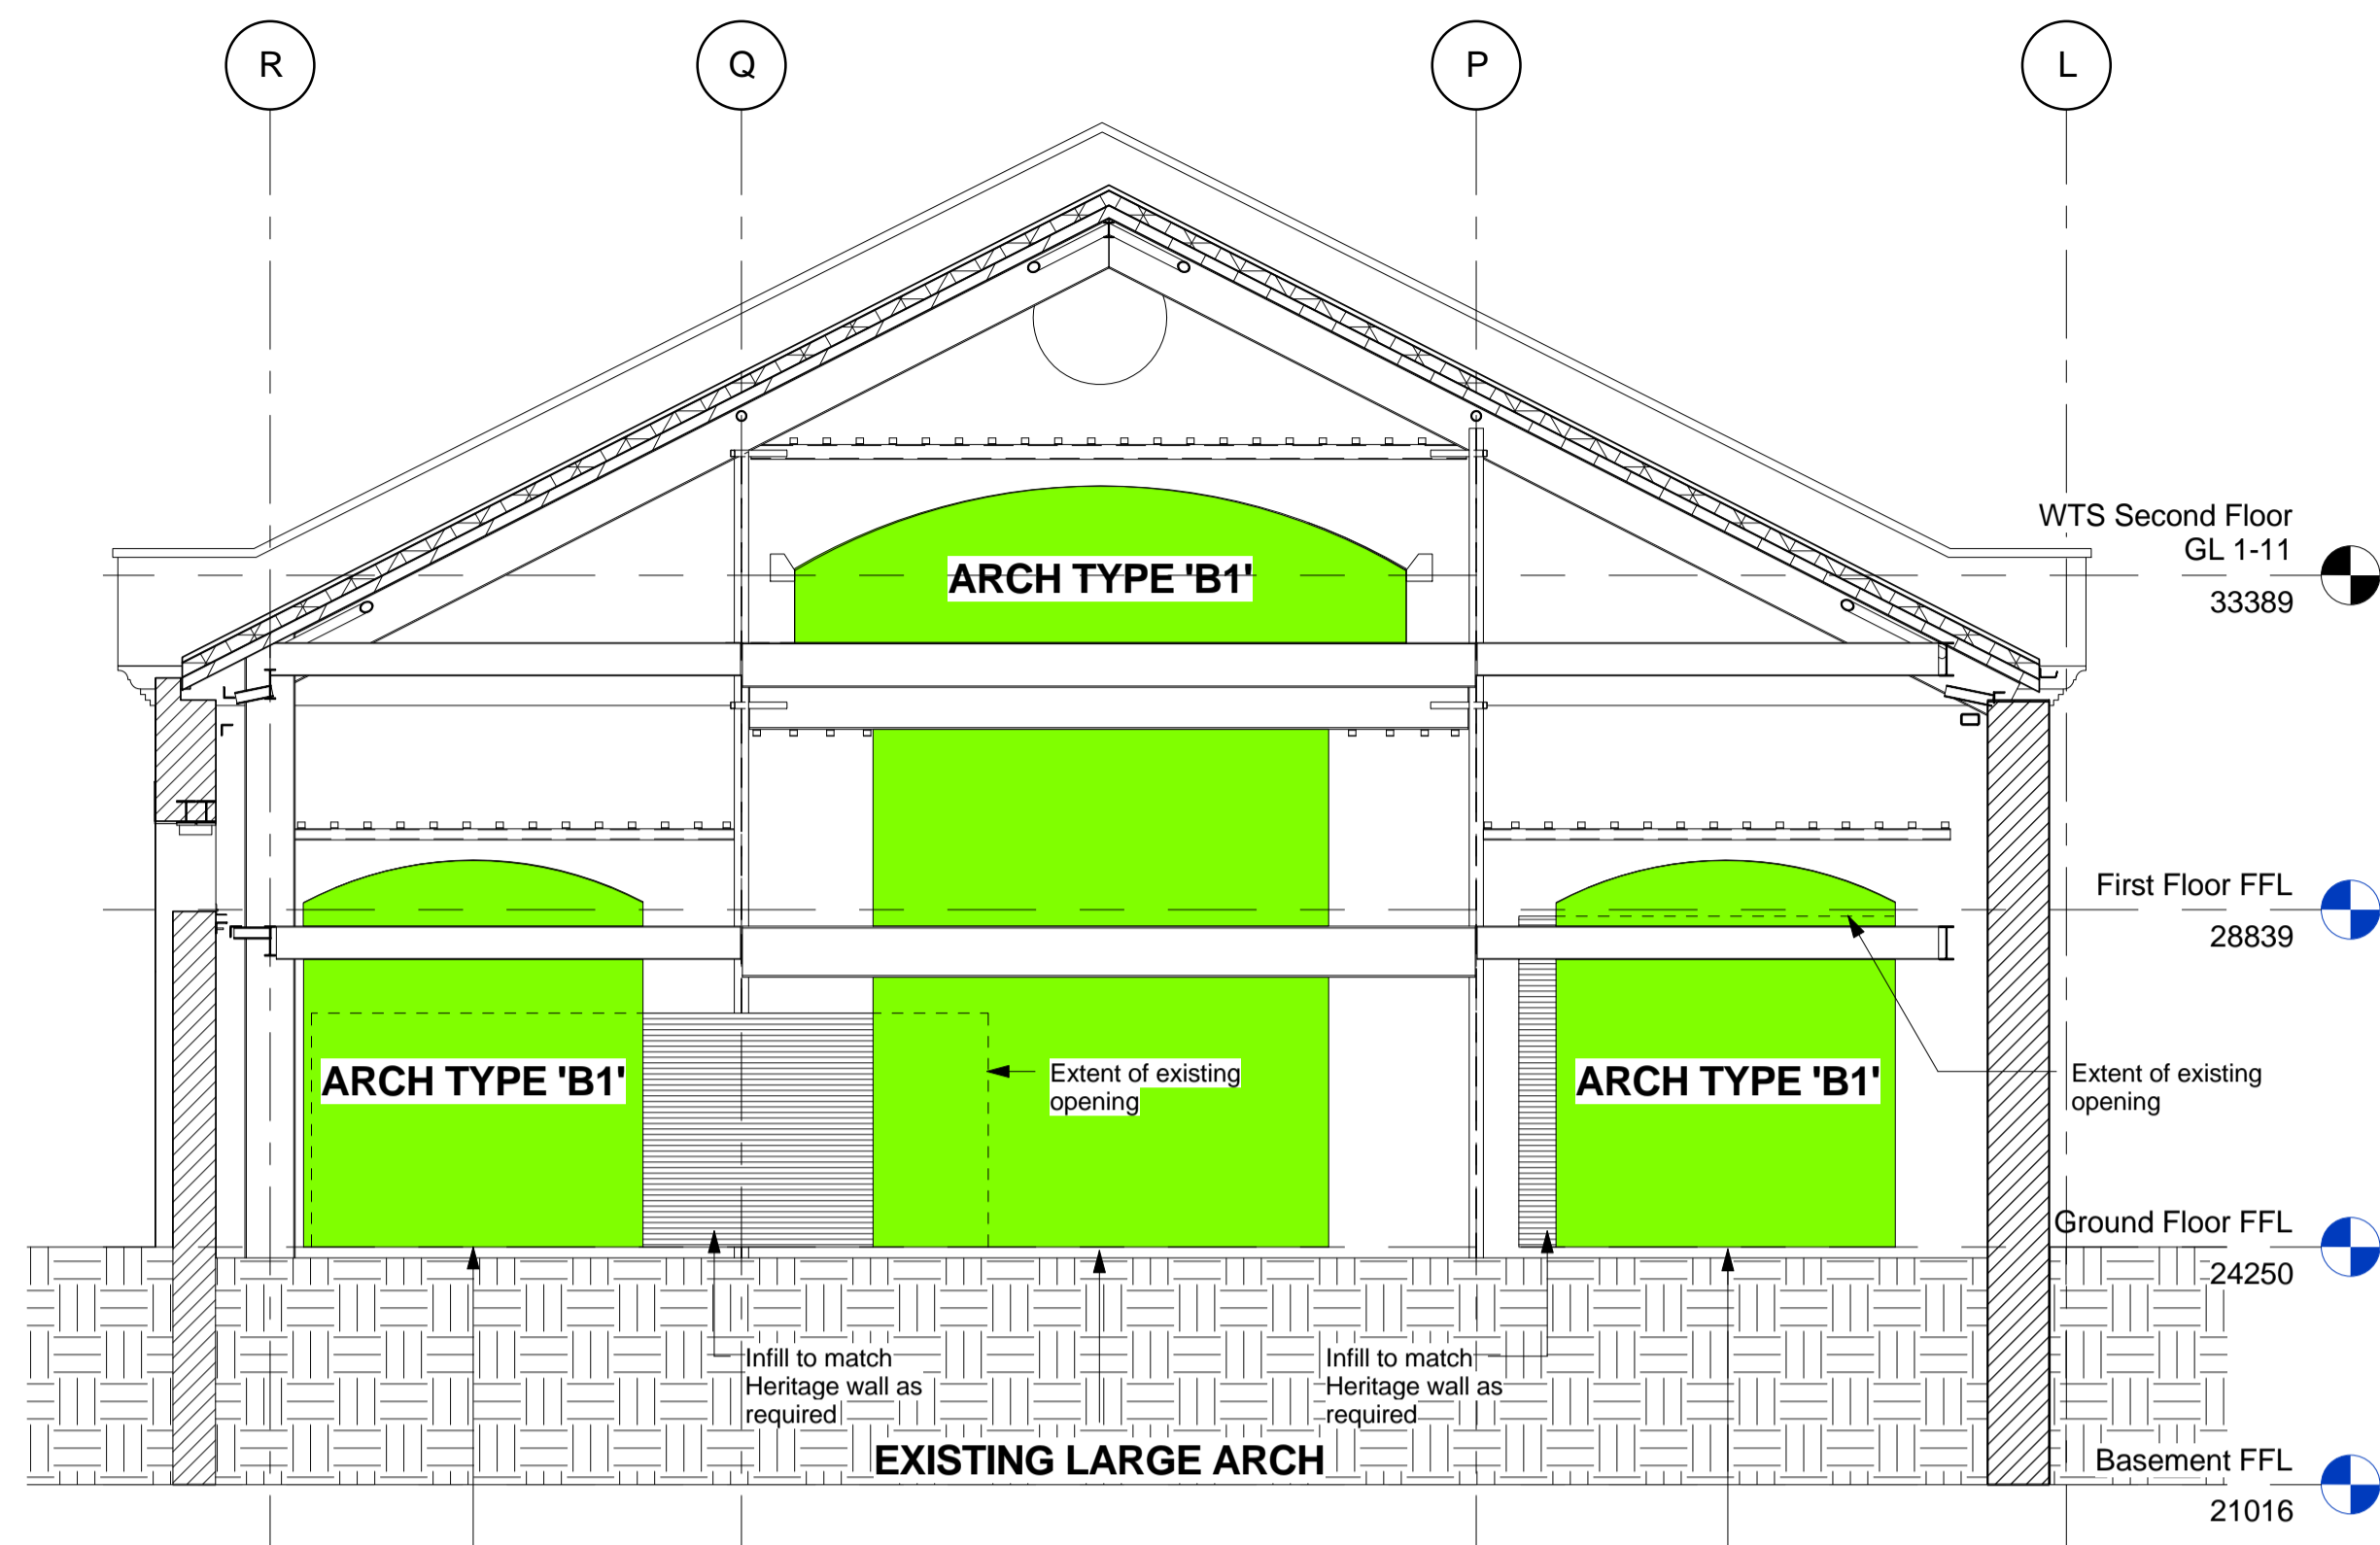 R
Q
P
L
WTS Second Floor
GL 1-11
33389
ARCH TYPE 'B1'
First Floor FFL
28839
ARCH TYPE 'B1'
Extent of existing
opening
ARCH TYPE 'B1'
Extent of existing
opening
Ground Floor FFL
24250
Infill to match
Heritage wall as
required
Infill to match
Heritage wall as
required
EXISTING LARGE ARCH
Basement FFL
21016